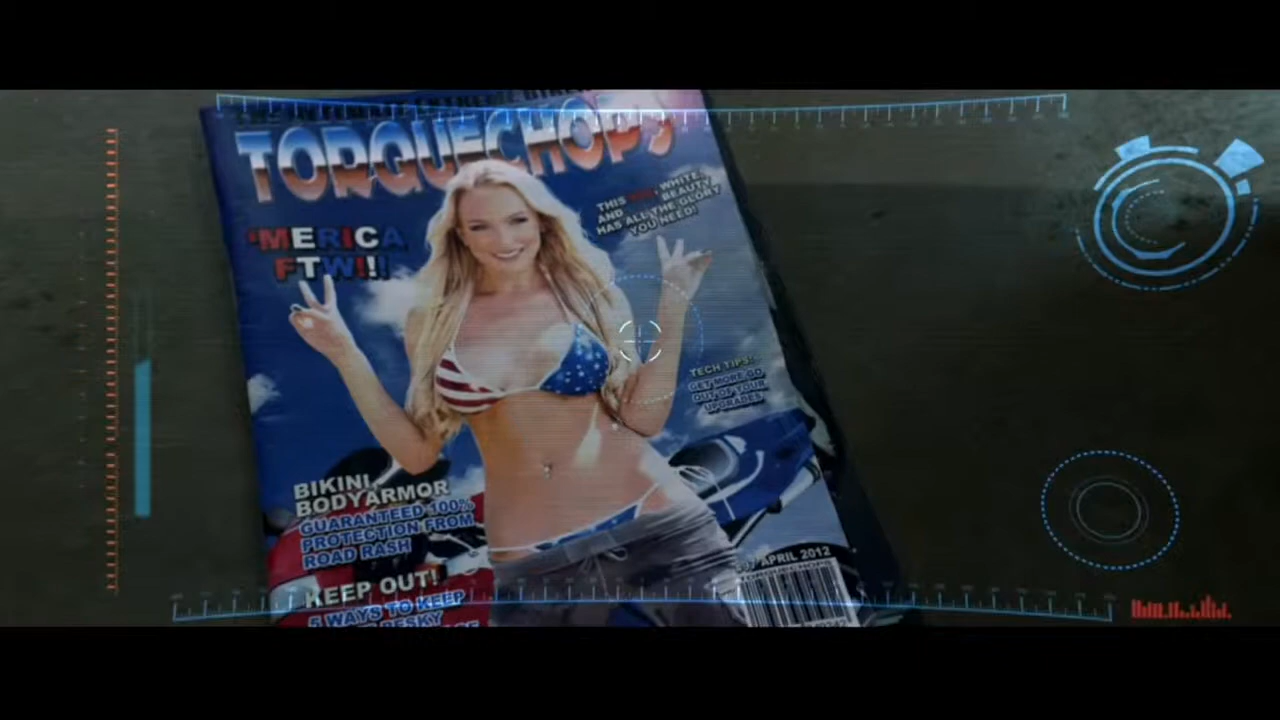 TORQUECHOPS
THIS RED, WHITE,
AND BEAUTY
HAS ALL THE GLORY
YOU NEED!
'MERICA
FTW!!!
TECH TIPS:
GET MORE GO
OUT OF YOUR
UPGRADES
BIKINI
BODYARMOR
GUARANTEED 100%
PROTECTION FROM
ROAD RASH
KEEP OUT!
5 WAYS TO KEEP
PESKY
APRIL 2012
TORQUECHOPS